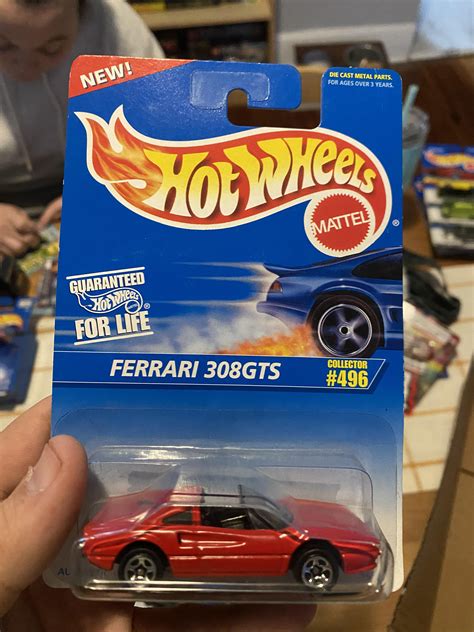 NEW!
DIE CAST METAL PARTS.
FOR AGES OVER 3 YEARS.
HOT WHEELS
®
MATTEL
GUARANTEED
HOT WHEELS
®
FOR LIFE
FERRARI 308GTS
COLLECTOR
#496